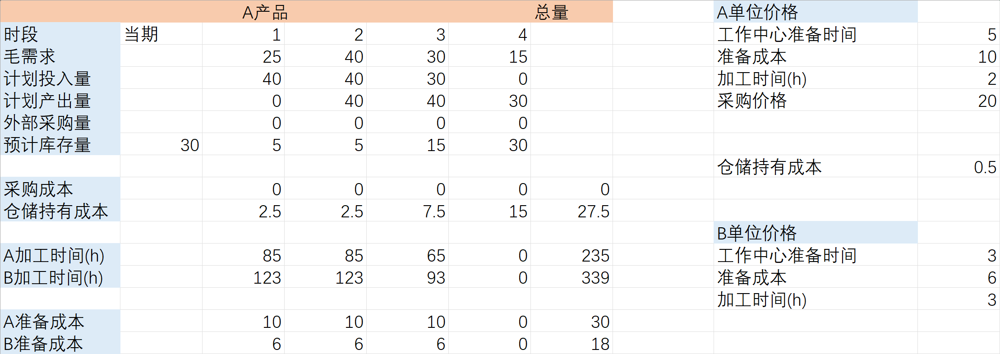 A产品 总量 A单位价格
时段 当期 1 2 3 4 工作中心准备时间 5
毛需求 25 40 30 15 准备成本 10
计划投入量 40 40 30 0 加工时间(h) 2
计划产出量 0 40 40 30 采购价格 20
外部采购量 0 0 0 0
预计库存量 30 5 5 15 30
仓储持有成本 0.5
采购成本 0 0 0 0 0
仓储持有成本 2.5 2.5 7.5 15 27.5
B单位价格
A加工时间(h) 85 85 65 0 235 工作中心准备时间 3
B加工时间(h) 123 123 93 0 339 准备成本 6
加工时间(h) 3
A准备成本 10 10 10 0 30
B准备成本 6 6 6 0 18